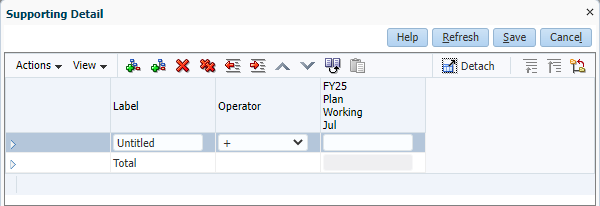 Supporting Detail
Help Refresh Save Cancel
Actions View Detach
Label Operator FY25
Plan
Working
Jul
Untitled +
Total